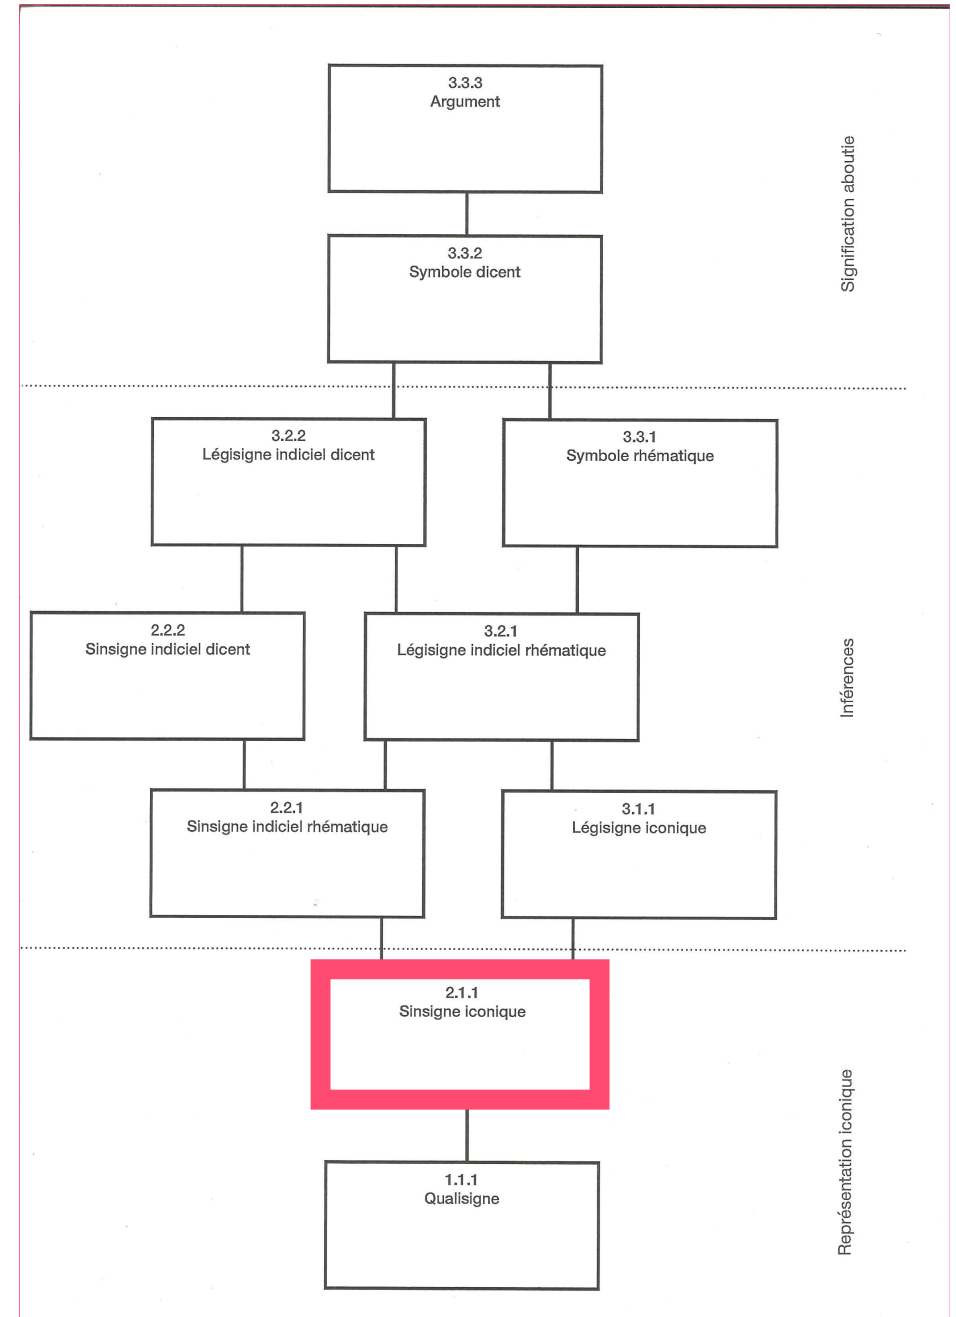 3.3.3
Argument
Signification aboutie
3.3.2
Symbole dicent
3.2.2
Légisigne indiciel dicent
3.3.1
Symbole rhématique
2.2.2
Sinsigne indiciel dicent
3.2.1
Légisigne indiciel rhématique
Inférences
2.2.1
Sinsigne indiciel rhématique
3.1.1
Légisigne iconique
2.1.1
Sinsigne iconique
Représentation iconique
1.1.1
Qualisigne